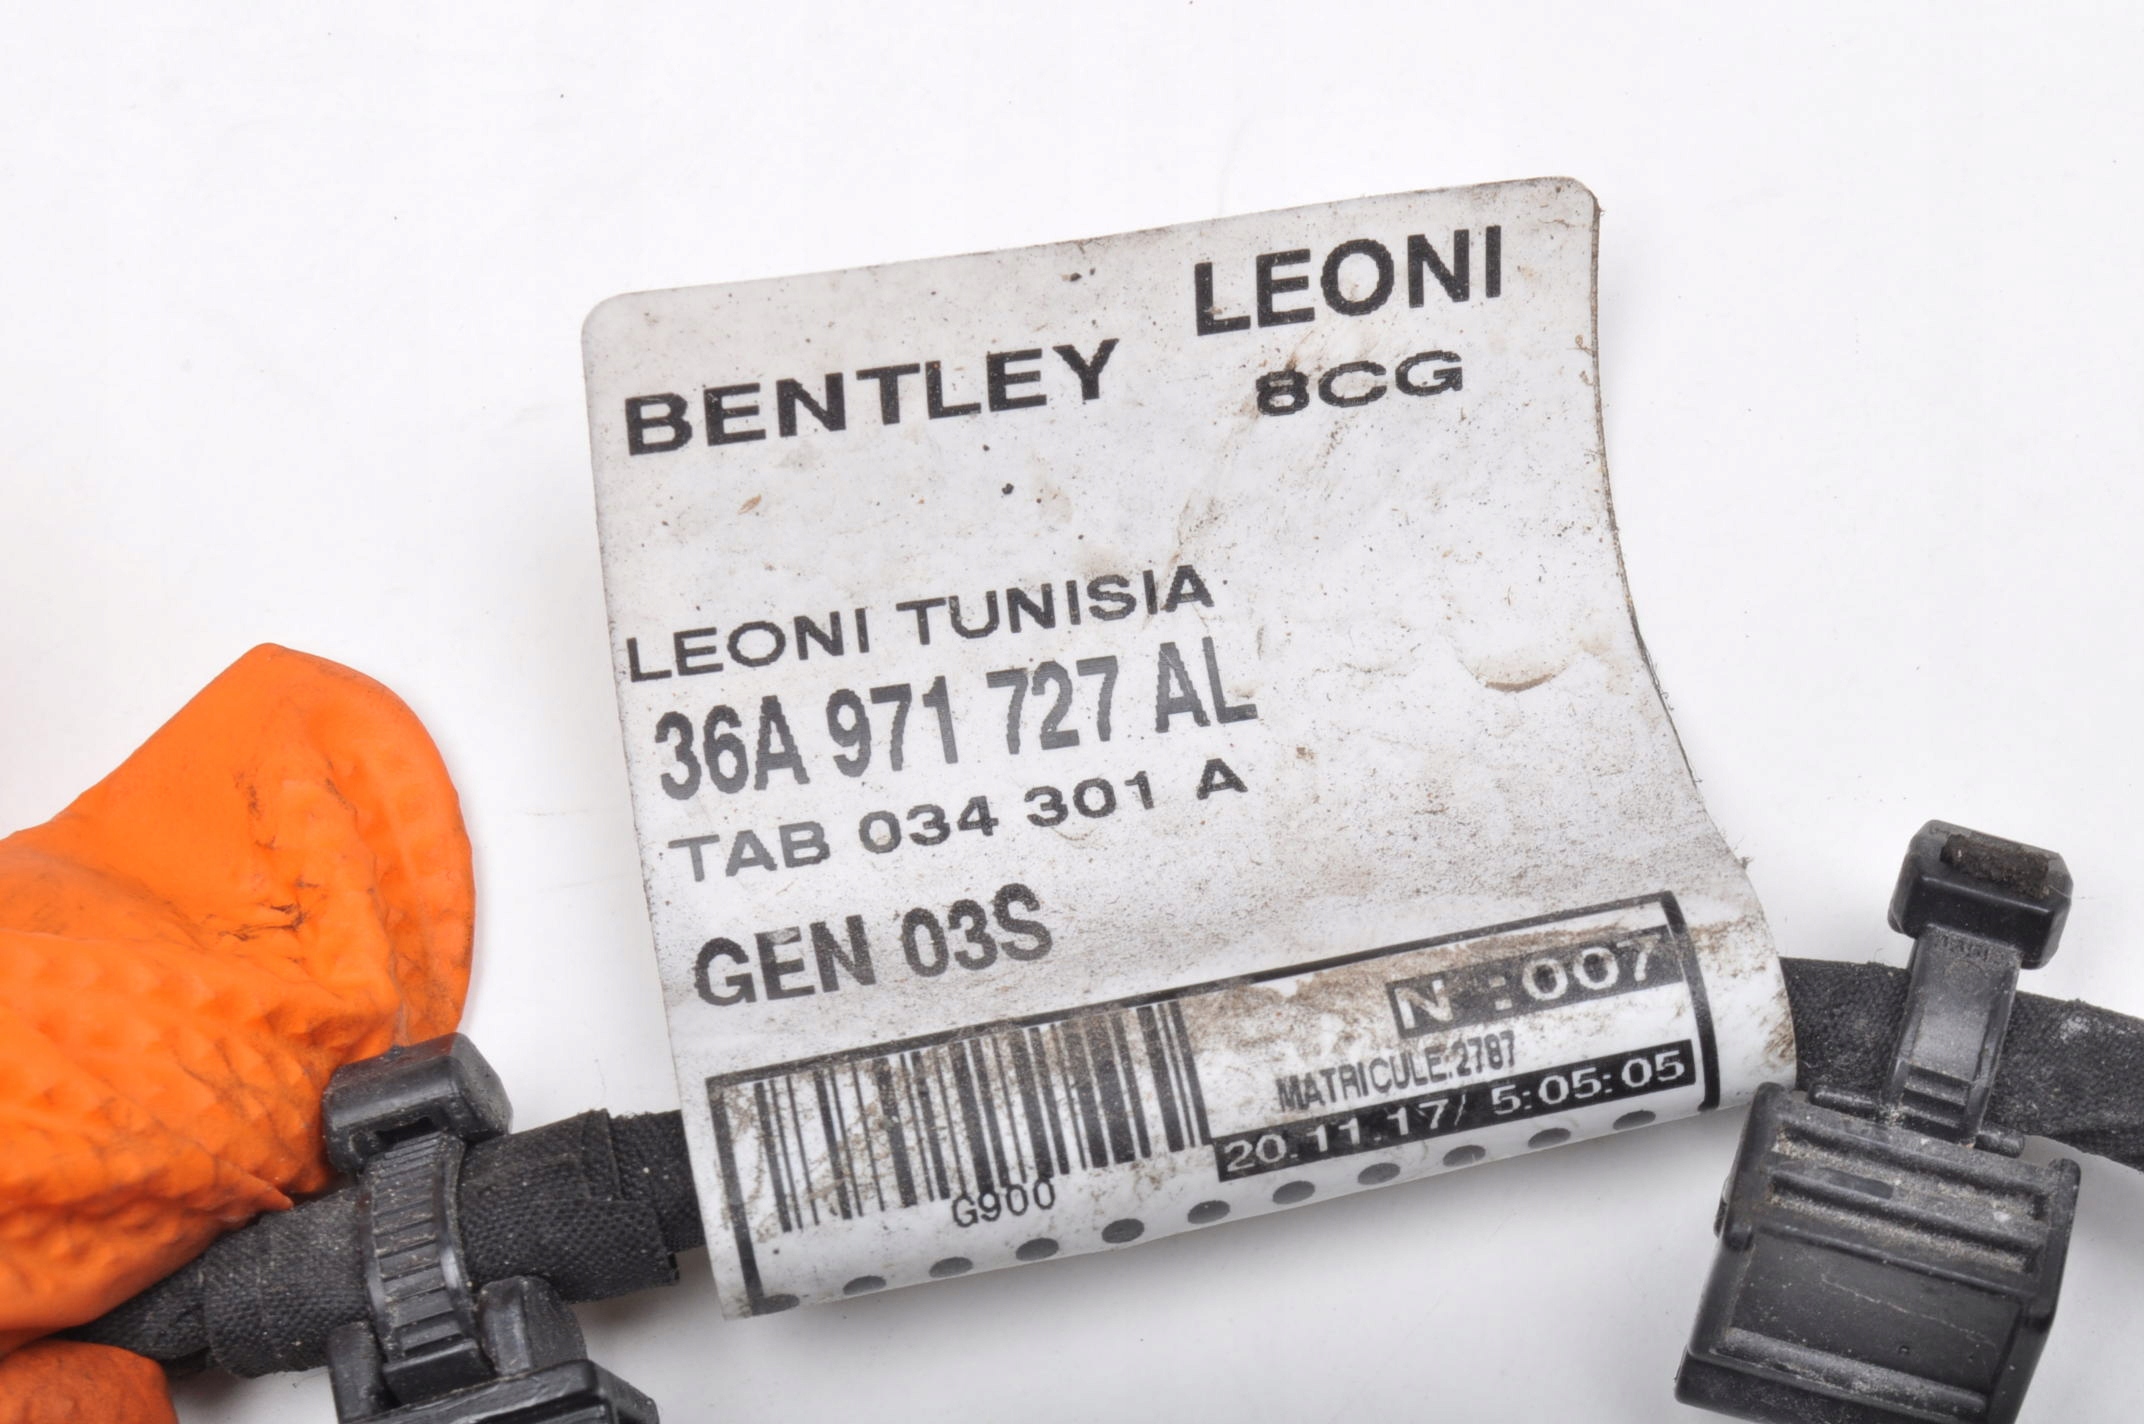 LEONI
BENTLEY 8CG
LEONI TUNISIA
36A 971 727 AL
TAB 034 301 A
GEN 03S
N° :007
MATRICULE:2787
20.11.17/ 5:05:05
G900